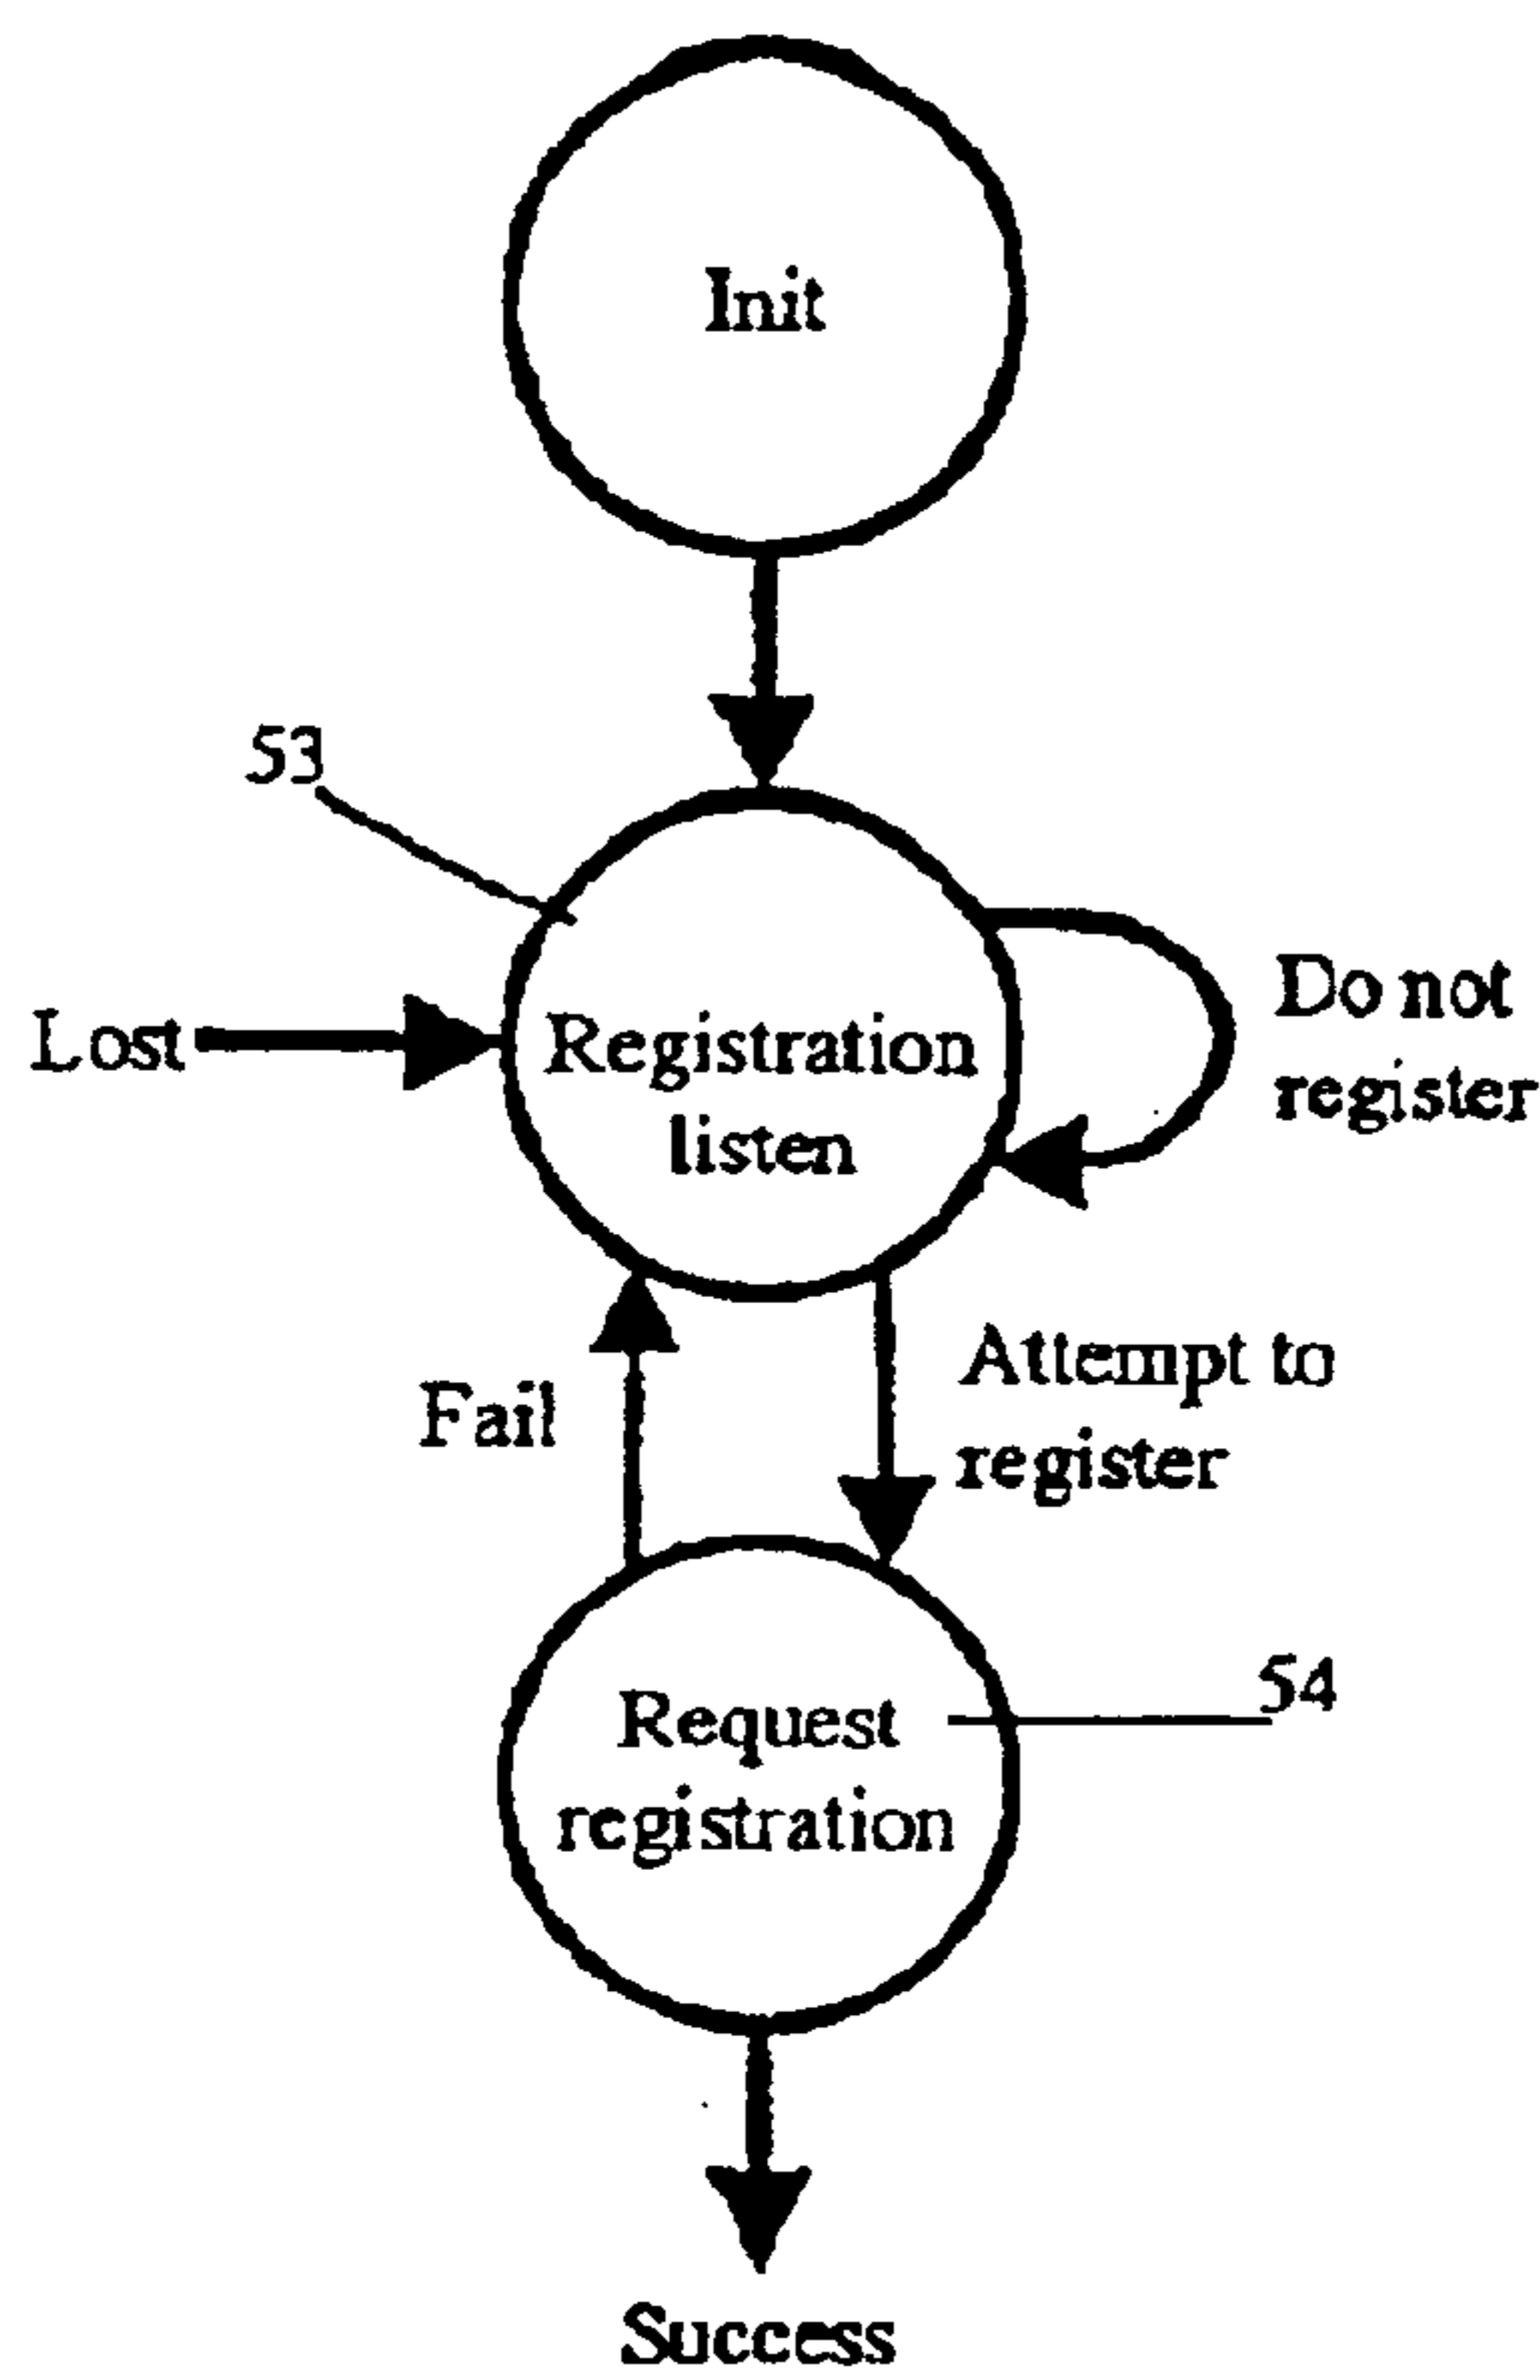 Init
53
Lost
Registration
listen
Do not
register
Fail
Attempt to
register
Request
registration
54
Success